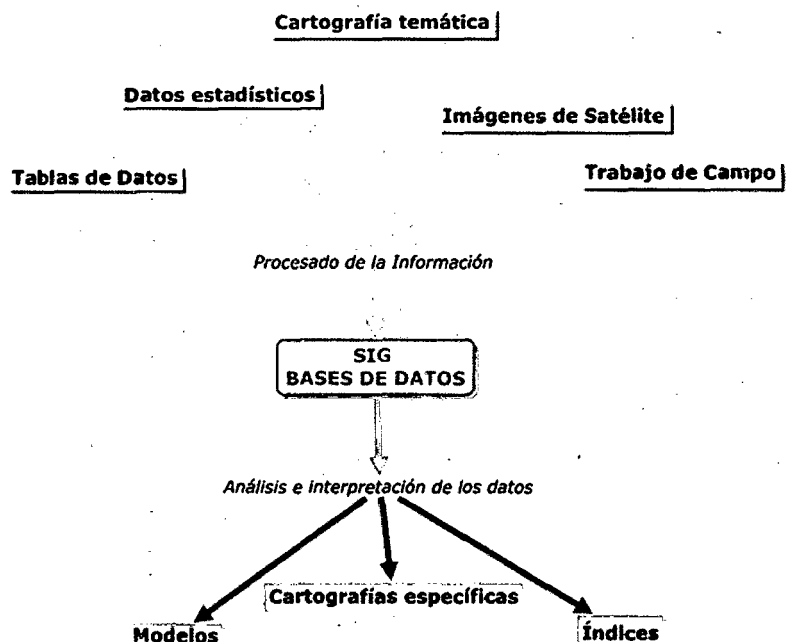 Cartografía temática
Datos estadísticos
Imágenes de Satélite
Tablas de Datos
Trabajo de Campo
Procesado de la Información
SIG
BASES DE DATOS
Análisis e interpretación de los datos
Cartografías específicas
Modelos
Índices